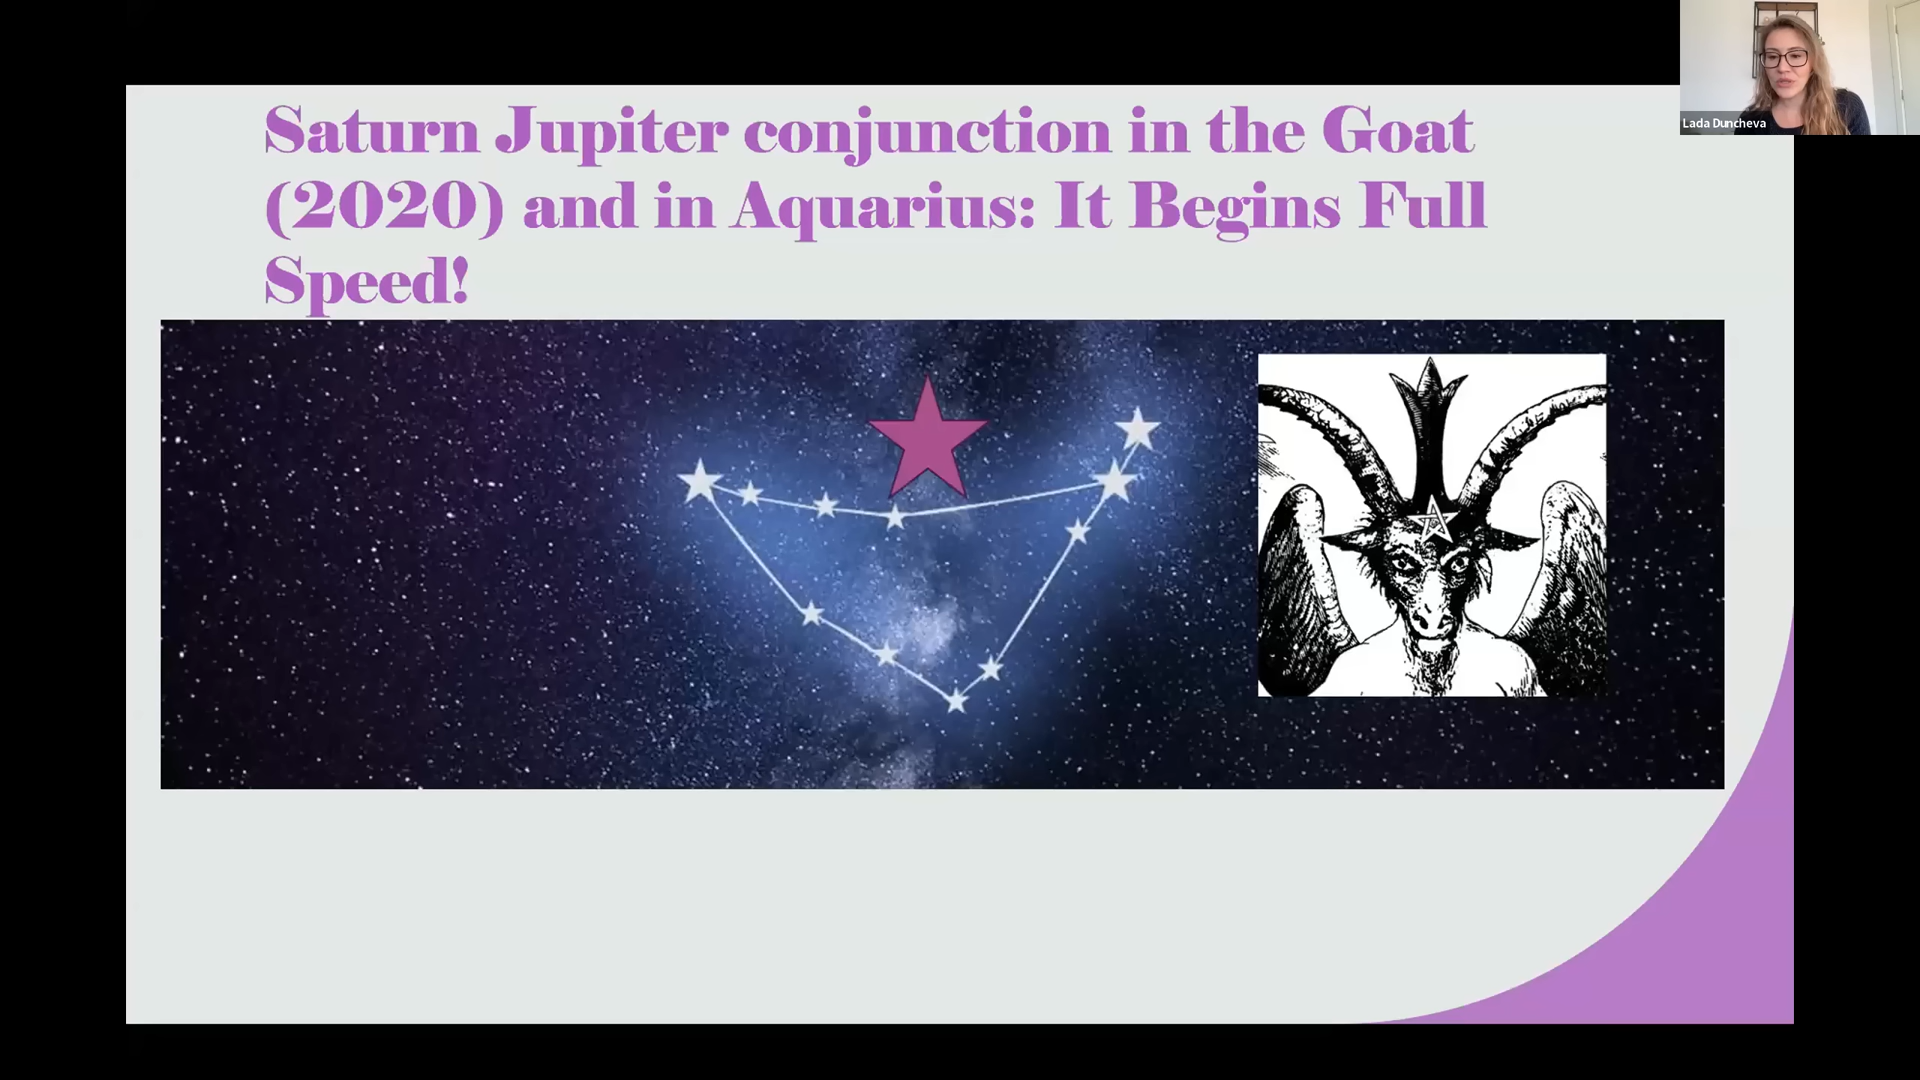 Saturn Jupiter conjunction in the Goat
(2020) and in Aquarius: It Begins Full
Speed!
Lada Duncheva